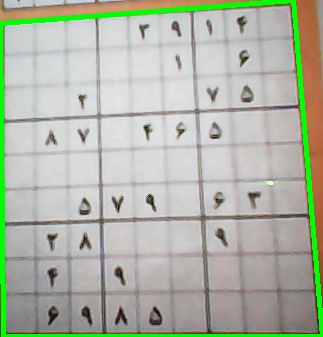 ۳ ۹ ۱ ۴
۱ ۶
۲ ۷ ۵
۸ ۷ ۴ ۶ ۵
۵ ۷ ۹ ۶ ۳
۲ ۸ ۹
۴ ۹
۶ ۹ ۸ ۵